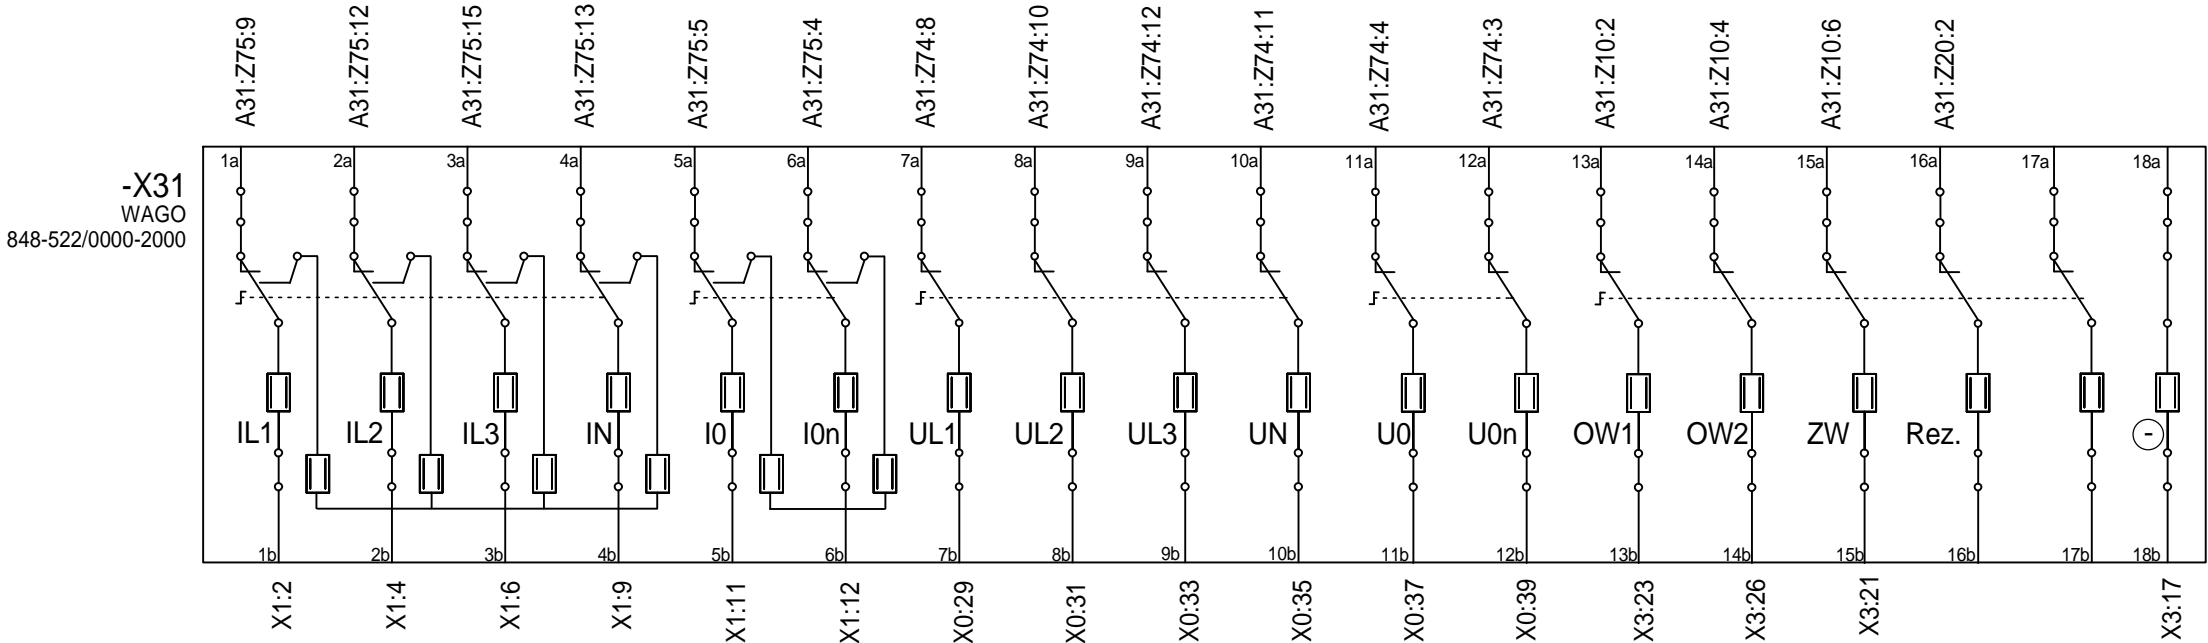 A31:Z75:9
A31:Z75:12
A31:Z75:15
A31:Z75:13
A31:Z75:5
A31:Z75:4
A31:Z74:8
A31:Z74:10
A31:Z74:12
A31:Z74:11
A31:Z74:4
A31:Z74:3
A31:Z10:2
A31:Z10:4
A31:Z10:6
A31:Z20:2
1a 2a 3a 4a 5a 6a 7a 8a 9a 10a 11a 12a 13a 14a 15a 16a 17a 18a
-X31
WAGO
848-522/0000-2000
IL1 IL2 IL3 IN I0 I0n UL1 UL2 UL3 UN U0 U0n OW1 OW2 ZW Rez. -
1b 2b 3b 4b 5b 6b 7b 8b 9b 10b 11b 12b 13b 14b 15b 16b 17b 18b
X1:2
X1:4
X1:6
X1:9
X1:11
X1:12
X0:29
X0:31
X0:33
X0:35
X0:37
X0:39
X3:23
X3:26
X3:21
X3:17